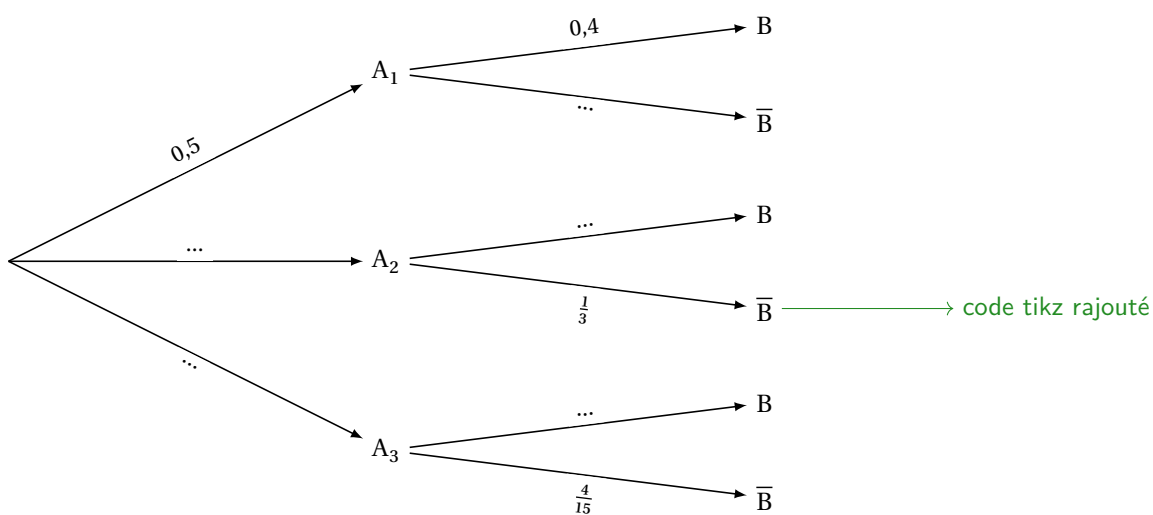 0,4
B
A₁
...
B̅
0,5
...
B
...
A₂
1/3
B̅
code tikz rajouté
...
...
B
A₃
4/15
B̅